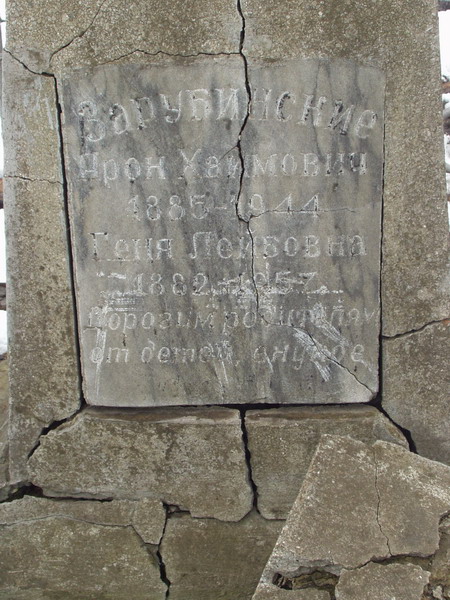 Зарубинские
Арон Хаимович
1885-1944
Геня Лейбовна
1882-1957
Дорогим родителям
от детей,